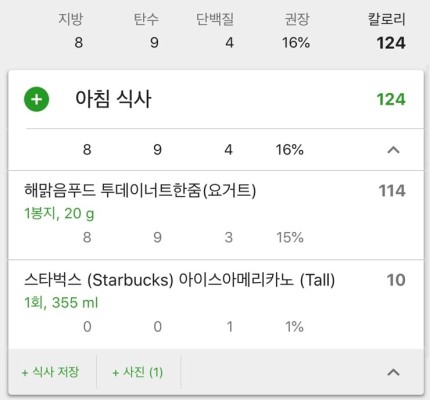 지방 탄수 단백질 권장 칼로리
8 9 4 16% 124
아침 식사 124
8 9 4 16%
해맑음푸드 투데이너트한줌(요거트) 114
1봉지, 20 g
8 9 3 15%
스타벅스 (Starbucks) 아이스아메리카노 (Tall) 10
1회, 355 ml
0 0 1 1%
+ 식사 저장 + 사진 (1)